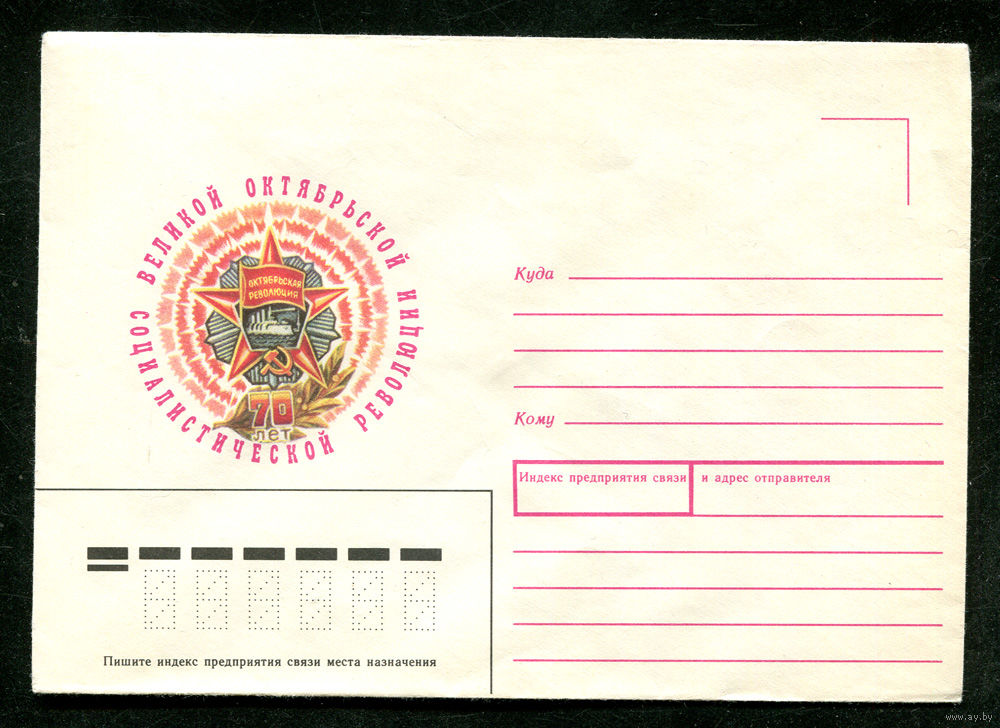 ВЕЛИКОЙ ОКТЯБРЬСКОЙ
СОЦИАЛИСТИЧЕСКОЙ РЕВОЛЮЦИИ
ОКТЯБРЬСКАЯ
РЕВОЛЮЦИЯ
70
лет
Куда
Кому
Индекс предприятия связи и адрес отправителя
Пишите индекс предприятия связи места назначения
www.ay.by